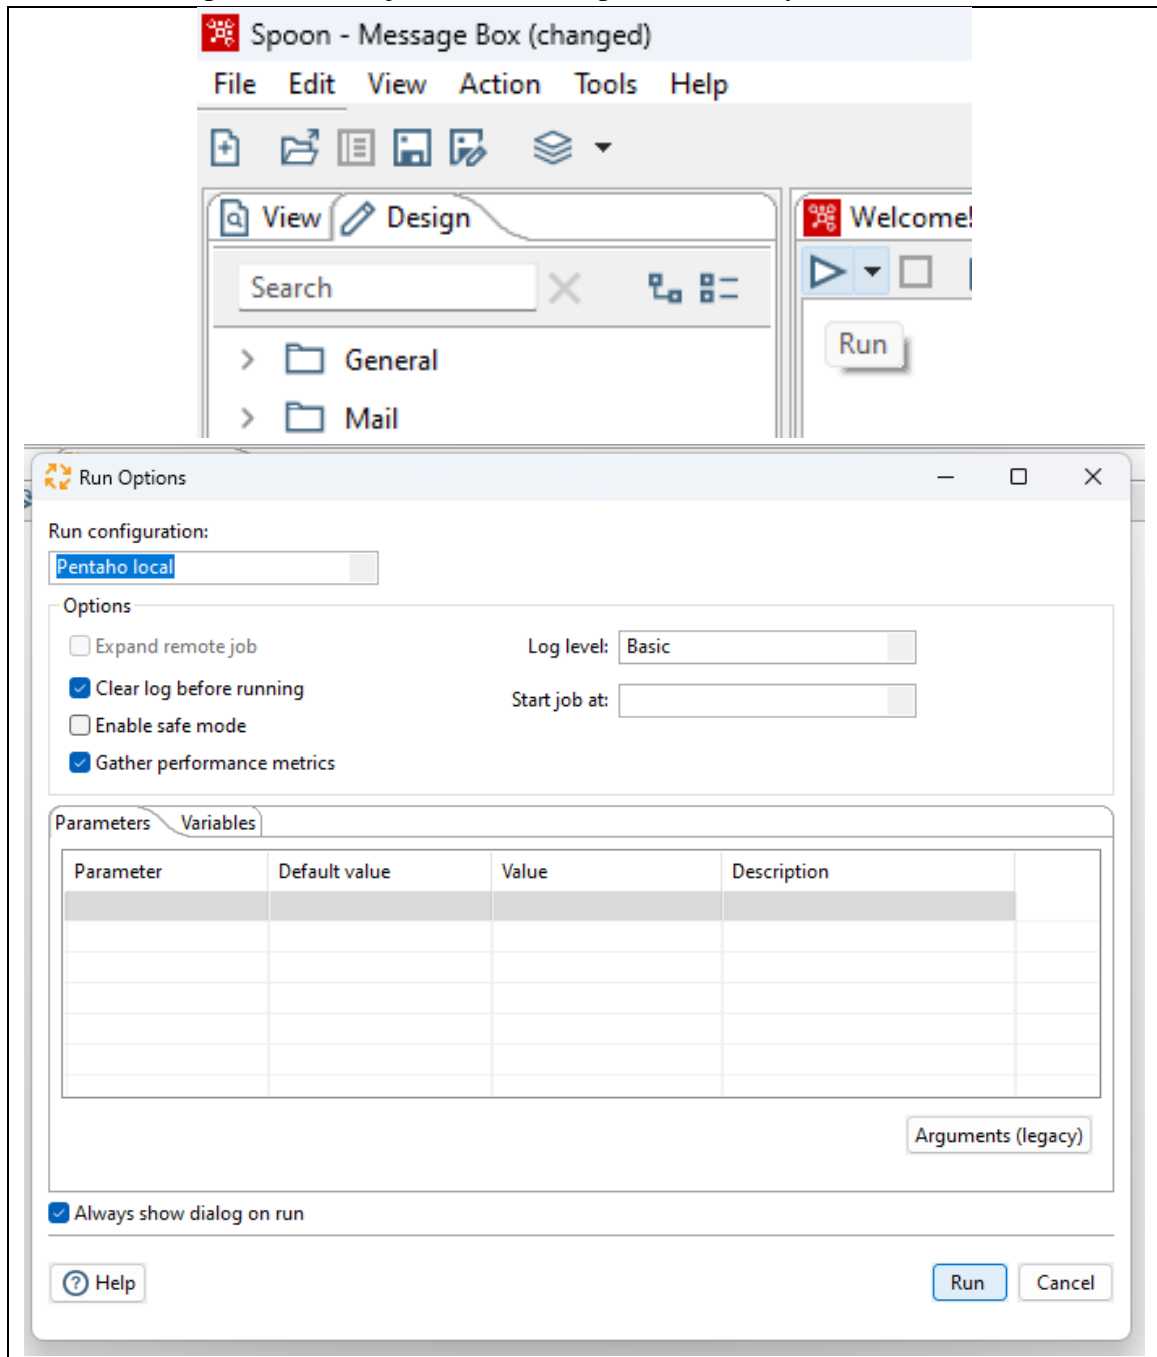 Spoon - Message Box (changed)
File Edit View Action Tools Help
View Design
Welcome!
Search
Run
General
Mail
Run Options
Run configuration:
Pentaho local
Options
Expand remote job
Log level: Basic
Clear log before running
Start job at:
Enable safe mode
Gather performance metrics
Parameters Variables
Parameter Default value Value Description
Arguments (legacy)
Always show dialog on run
Help Run Cancel